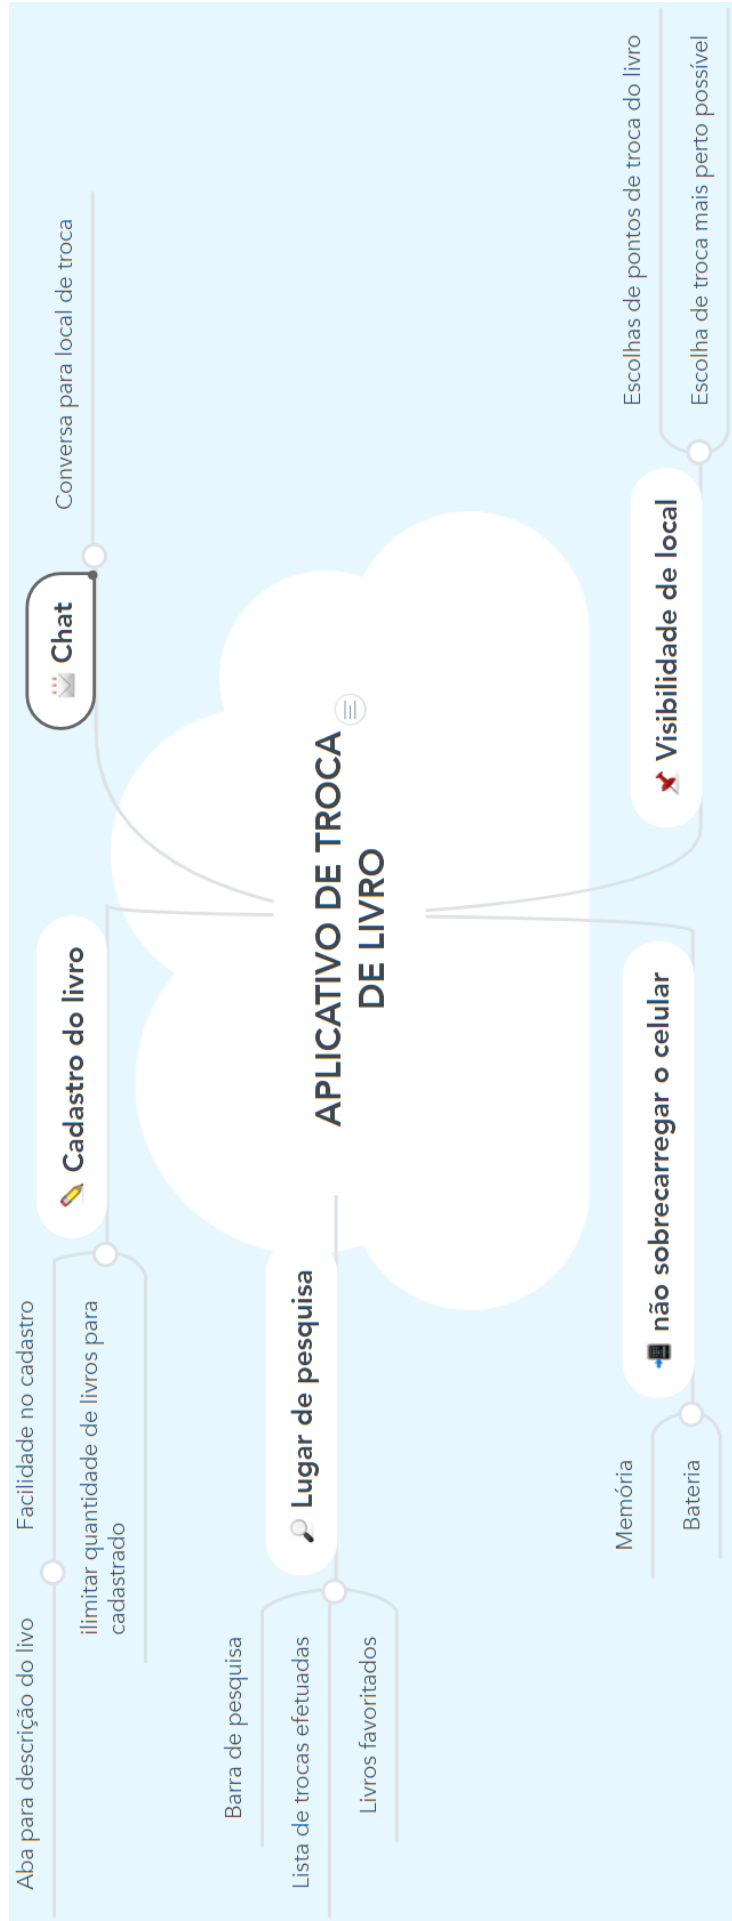 APLICATIVO DE TROCA
DE LIVRO
Chat
Conversa para local de troca
Cadastro do livro
Facilidade no cadastro
Aba para descrição do livo
ilimitar quantidade de livros para
cadastrado
Lugar de pesquisa
Barra de pesquisa
Lista de trocas efetuadas
Livros favoritados
Visibilidade de local
Escolhas de pontos de troca do livro
Escolha de troca mais perto possível
não sobrecarregar o celular
Memória
Bateria